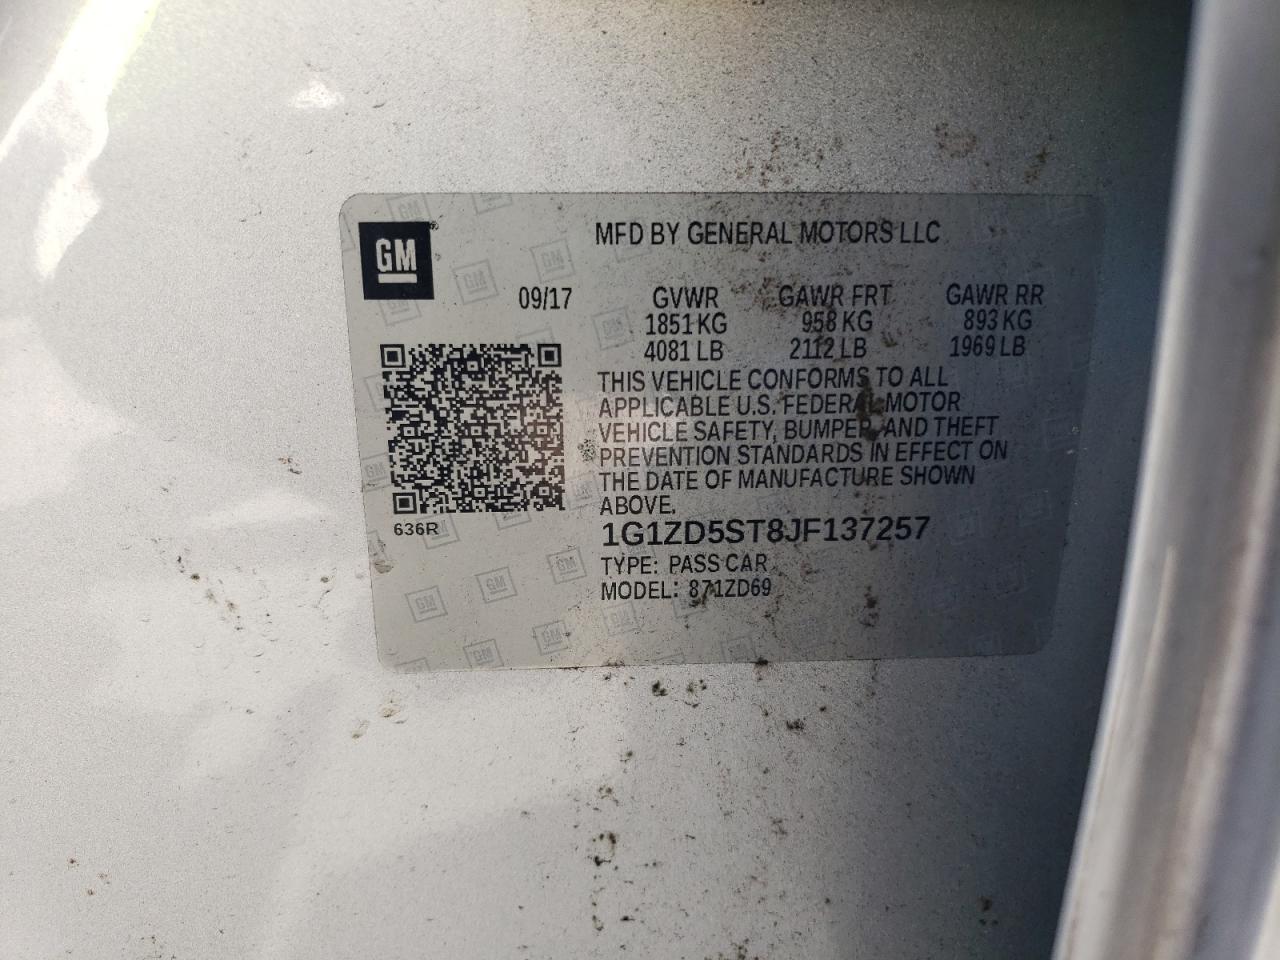 GM
MFD BY GENERAL MOTORS LLC
09/17 GVWR GAWR FRT GAWR RR
1851 KG 958 KG 893 KG
4081 LB 2112 LB 1969 LB
THIS VEHICLE CONFORMS TO ALL
APPLICABLE U.S. FEDERAL MOTOR
VEHICLE SAFETY, BUMPER, AND THEFT
PREVENTION STANDARDS IN EFFECT ON
THE DATE OF MANUFACTURE SHOWN
ABOVE.
636R
1G1ZD5ST8JF137257
TYPE: PASS CAR
MODEL: 871ZD69